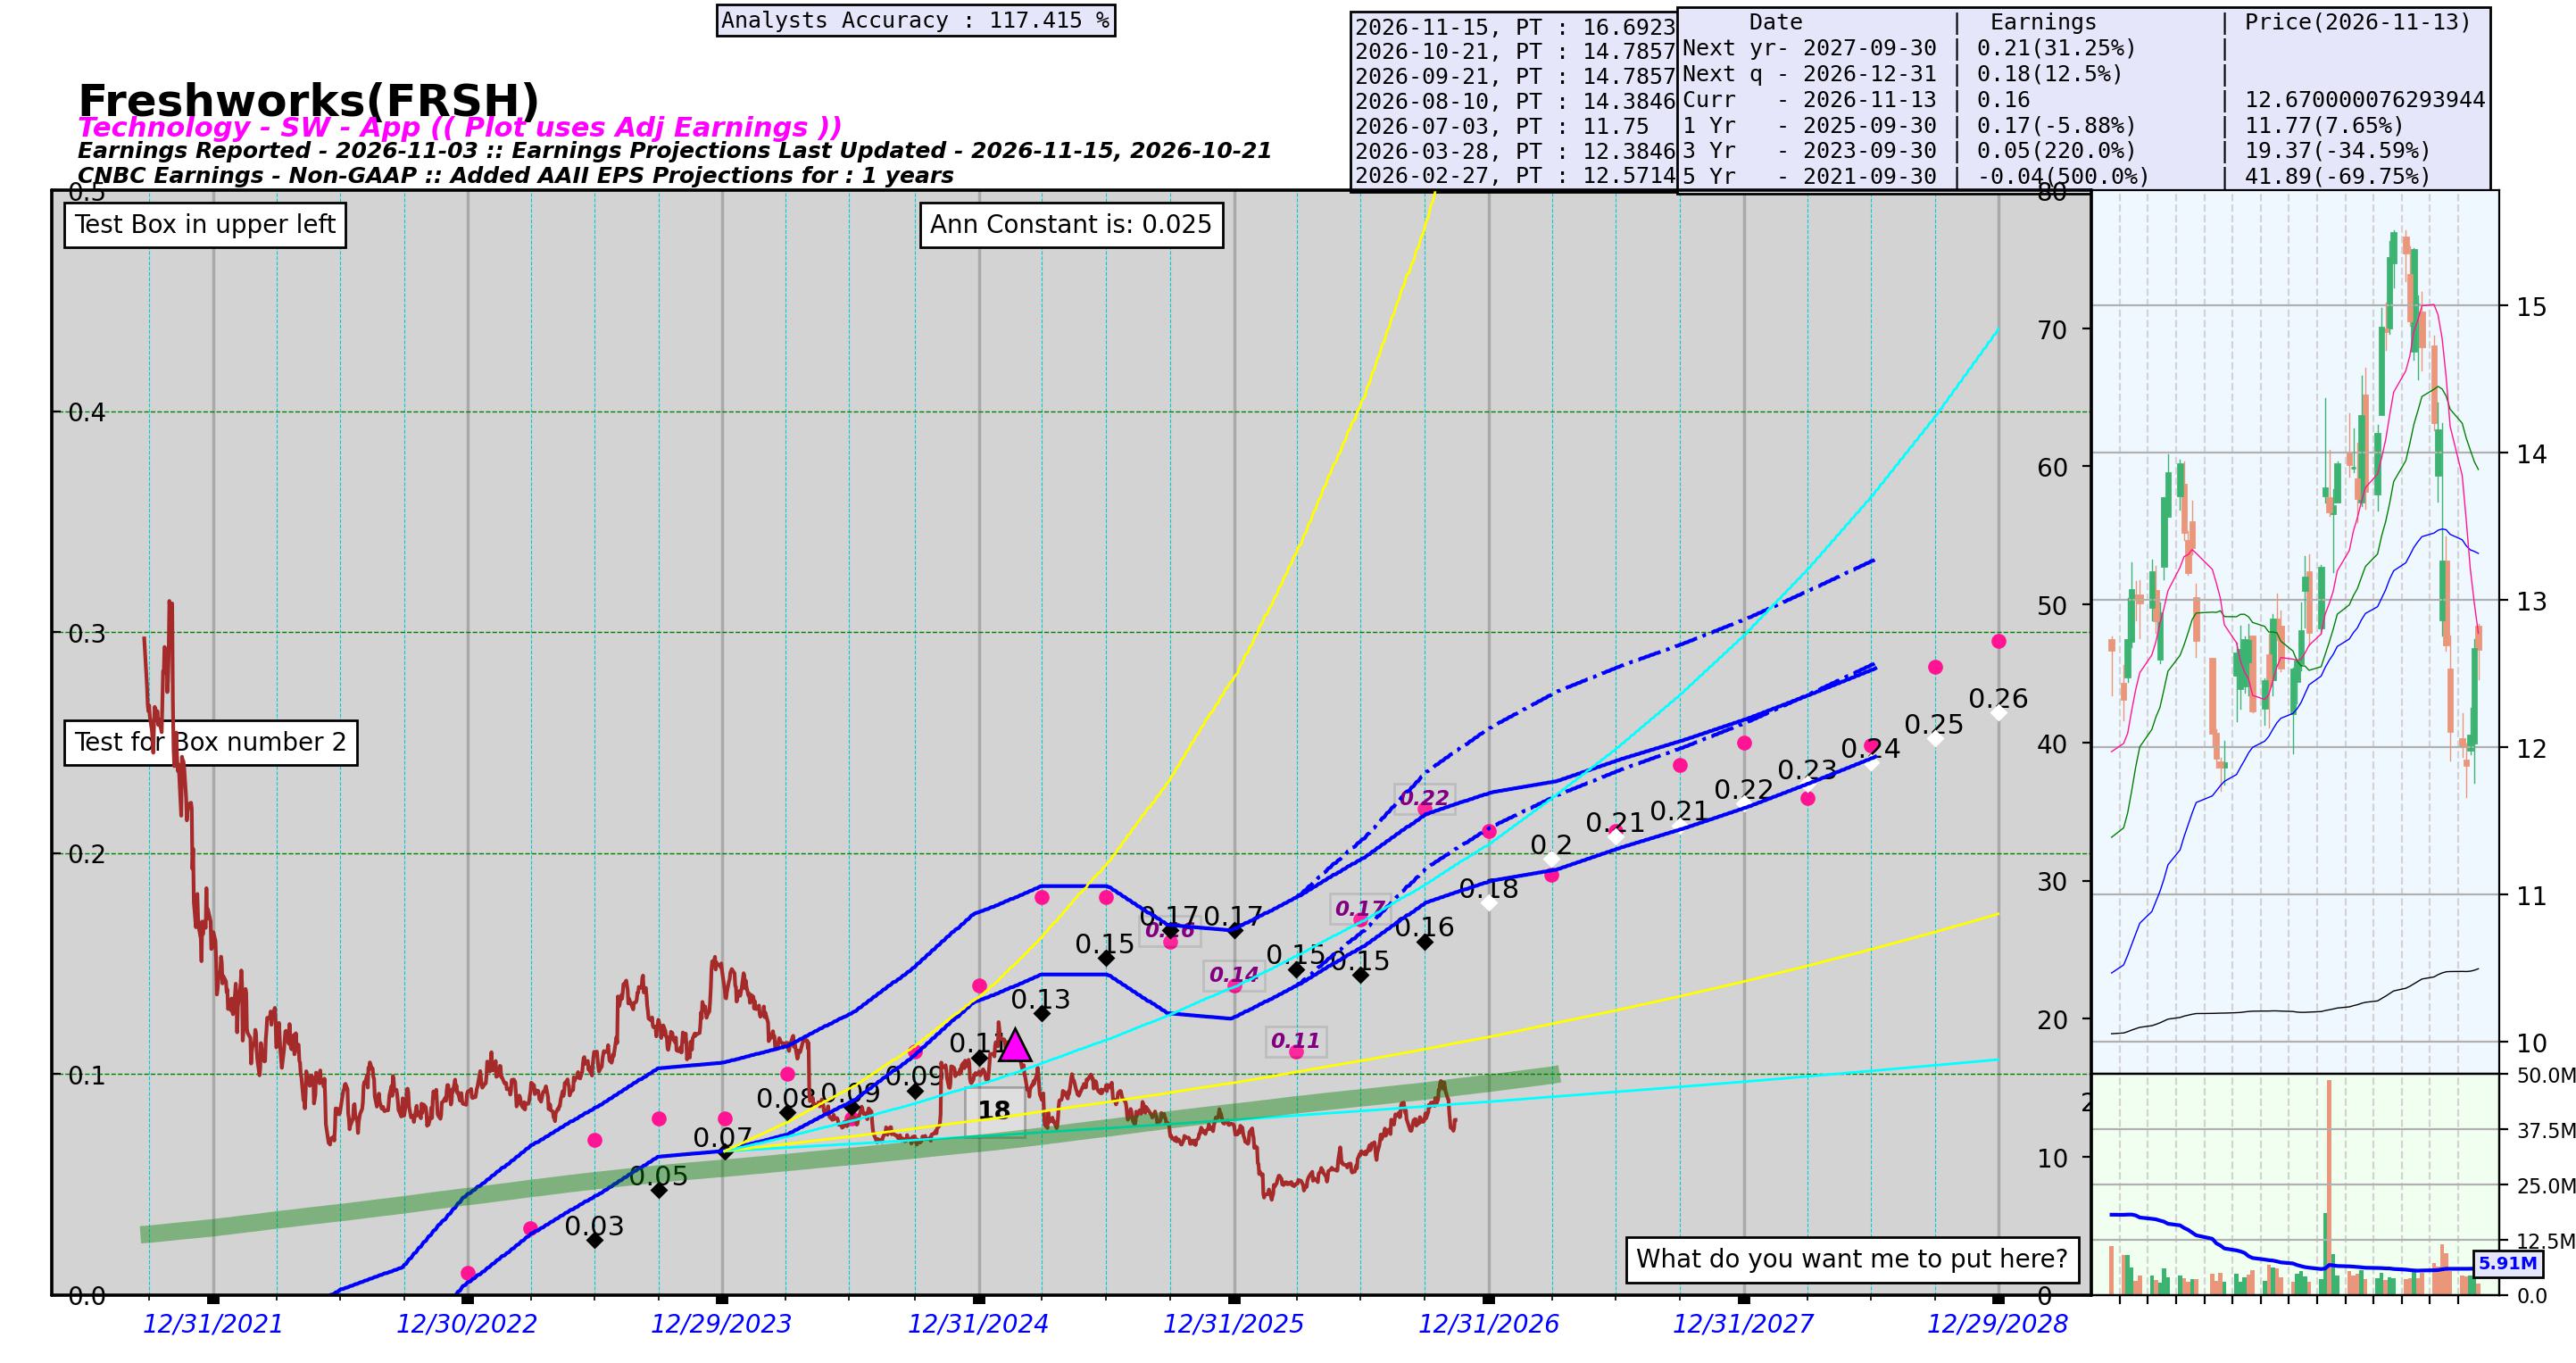 Analysts Accuracy : 117.415 %
2026-11-15, PT : 16.6923
2026-10-21, PT : 14.7857
2026-09-21, PT : 14.7857
2026-08-10, PT : 14.3846
2026-07-03, PT : 11.75
2026-03-28, PT : 12.3846
2026-02-27, PT : 12.5714
Date | Earnings | Price(2026-11-13)
Next yr- 2027-09-30 | 0.21(31.25%) |
Next q - 2026-12-31 | 0.18(12.5%) |
Curr - 2026-11-13 | 0.16 | 12.670000076293944
1 Yr - 2025-09-30 | 0.17(-5.88%) | 11.77(7.65%)
3 Yr - 2023-09-30 | 0.05(220.0%) | 19.37(-34.59%)
5 Yr - 2021-09-30 | -0.04(500.0%) | 41.89(-69.75%)
Freshworks(FRSH)
Technology - SW - App (( Plot uses Adj Earnings ))
Earnings Reported - 2026-11-03 :: Earnings Projections Last Updated - 2026-11-15, 2026-10-21
CNBC Earnings - Non-GAAP :: Added AAII EPS Projections for : 1 years
Test Box in upper left
Ann Constant is: 0.025
Test for Box number 2
What do you want me to put here?
0.5
0.4
0.3
0.2
0.1
0.0
80
70
60
50
40
30
20
10
0
0.03
0.05
0.07
0.08
0.09
0.09
0.11
0.13
0.15
0.17
0.16
0.17
0.14
0.15
0.11
0.15
0.17
0.16
0.22
0.18
0.2
0.21
0.21
0.22
0.23
0.24
0.25
0.26
18
15
14
13
12
11
10
2
50.0M
37.5M
25.0M
12.5M
5.91M
0.0
12/31/2021
12/30/2022
12/29/2023
12/31/2024
12/31/2025
12/31/2026
12/31/2027
12/29/2028